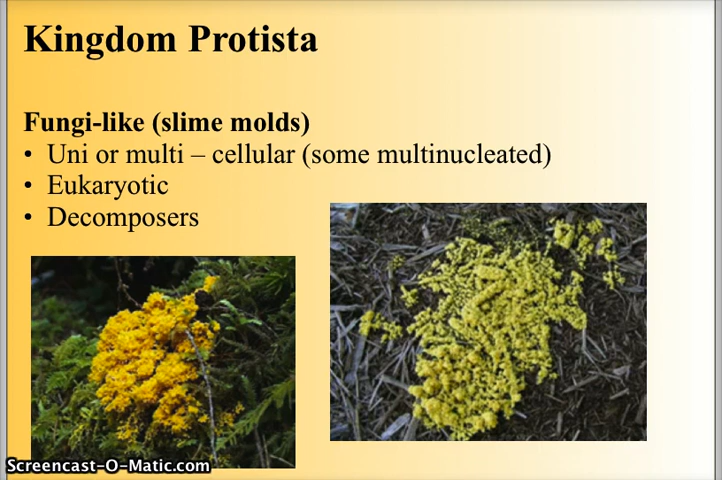 Kingdom Protista
Fungi-like (slime molds)
• Uni or multi – cellular (some multinucleated)
• Eukaryotic
• Decomposers
Screencast-O-Matic.com